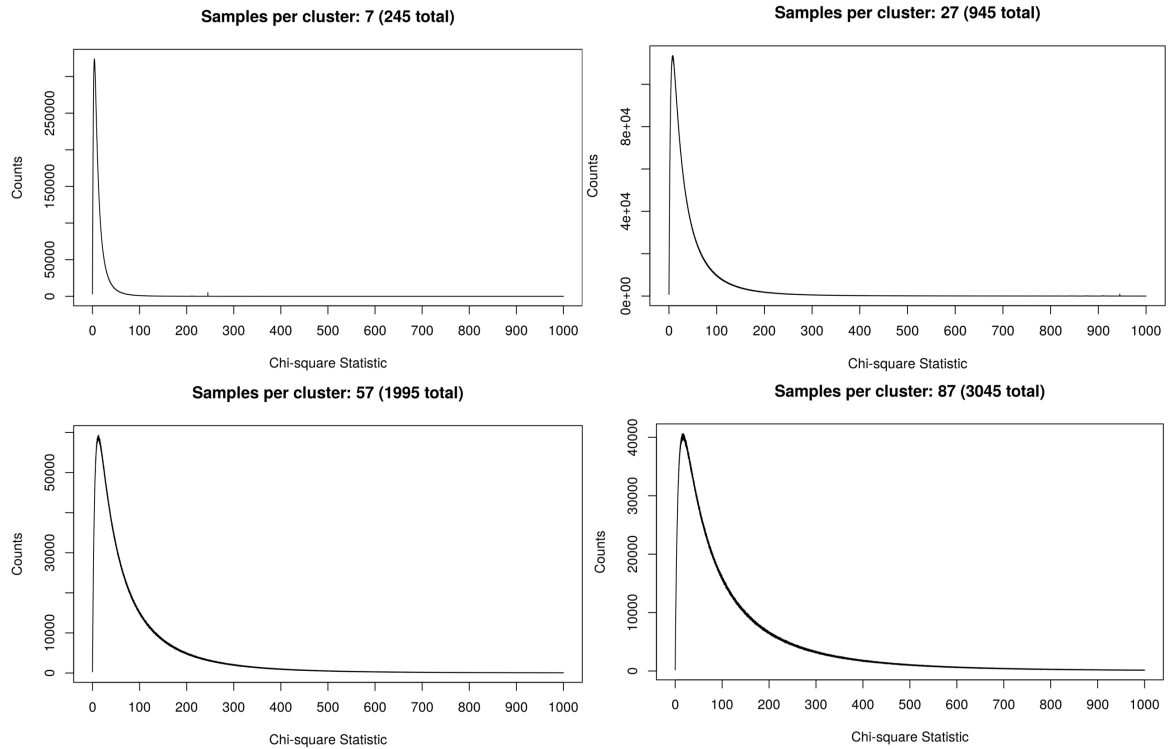 Samples per cluster: 7 (245 total)
Counts
0 50000 150000 250000
0 100 200 300 400 500 600 700 800 900 1000
Chi-square Statistic
Samples per cluster: 27 (945 total)
Counts
0e+00 4e+04 8e+04
0 100 200 300 400 500 600 700 800 900 1000
Chi-square Statistic
Samples per cluster: 57 (1995 total)
Counts
0 10000 30000 50000
0 100 200 300 400 500 600 700 800 900 1000
Chi-square Statistic
Samples per cluster: 87 (3045 total)
Counts
0 10000 20000 30000 40000
0 100 200 300 400 500 600 700 800 900 1000
Chi-square Statistic